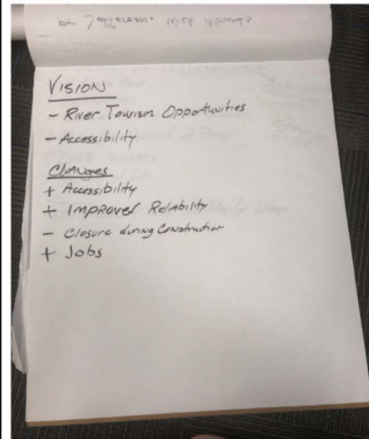 VISION
- River Tourism Opportunities
- Accessibility
Changes
+ Accessibility
+ Improved Reliability
- Closure during Construction
+ Jobs